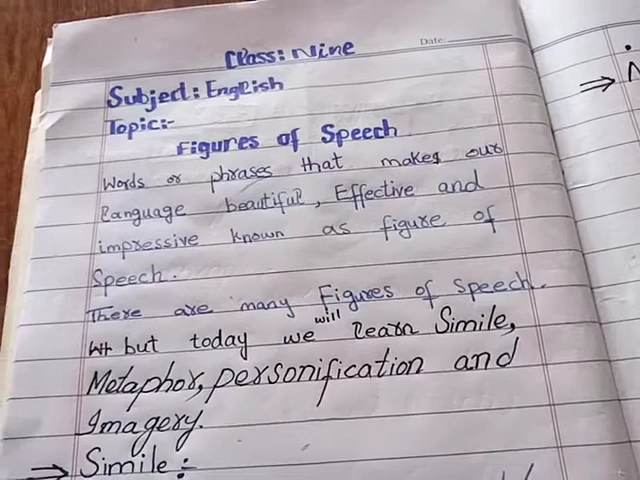 Date:
Class: Nine
Subject: English
Topic:-
Figures of Speech
Words or phrases that makes our
language beautiful, Effective and
impressive known as figure of
Speech.
There are many Figures of Speech.
but today we will learn Simile,
Metaphor, personification and
Imagery.
→ Simile :-
⇒ N